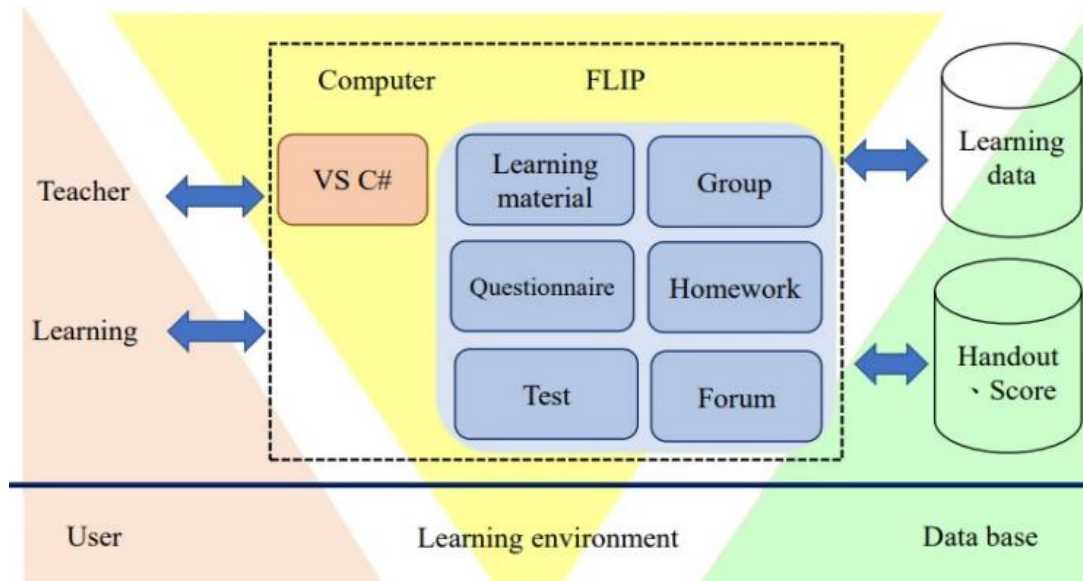 Computer
FLIP
Teacher
Learning
VS C#
Learning
material
Group
Questionnaire
Homework
Test
Forum
Learning
data
Handout
、Score
User
Learning environment
Data base